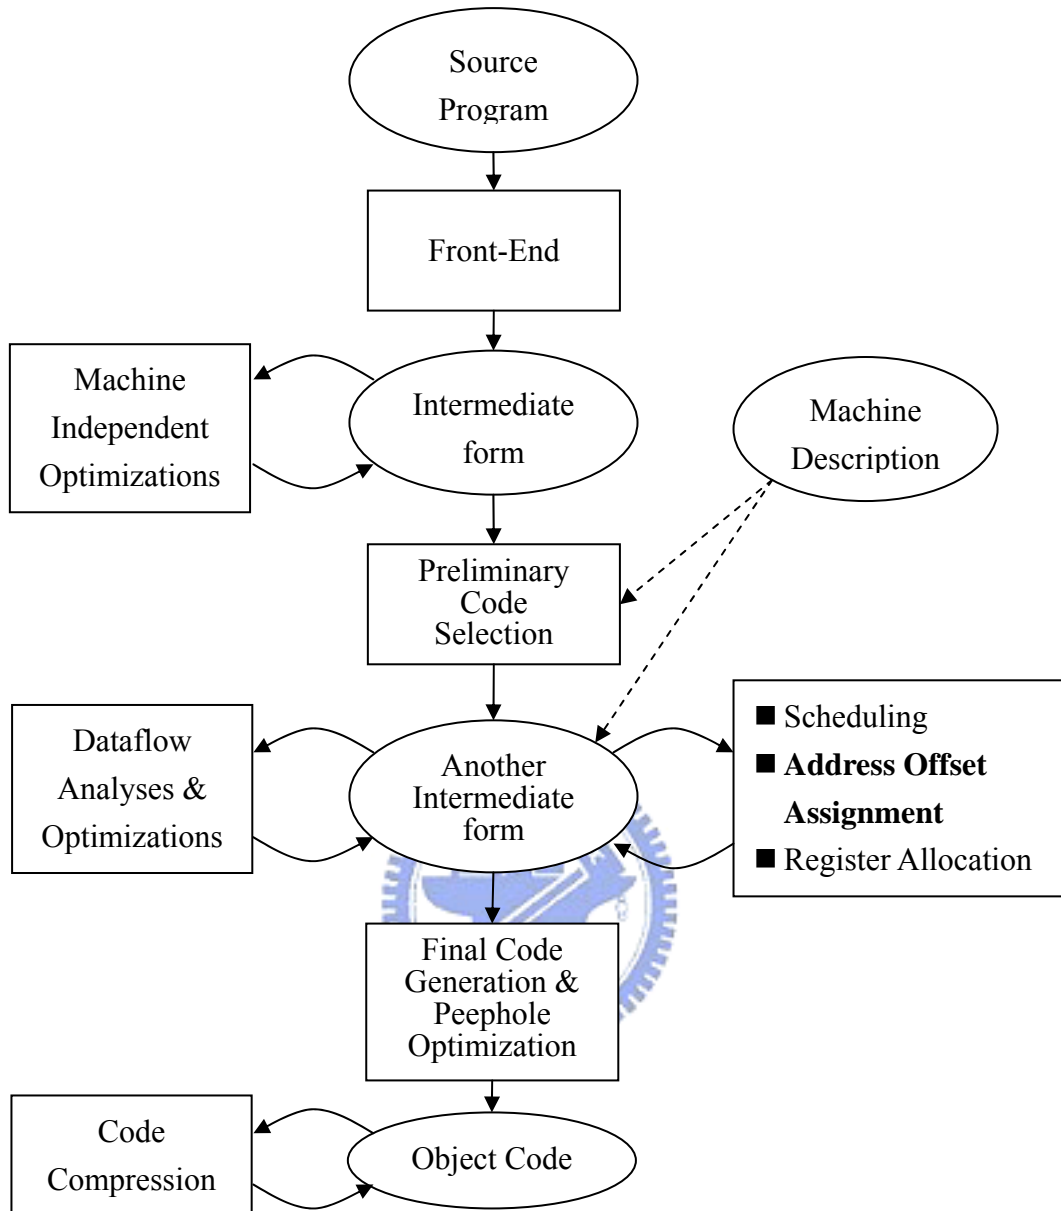 Source
Program
Front-End
Machine
Independent
Optimizations
Intermediate
form
Machine
Description
Preliminary
Code
Selection
Dataflow
Analyses &
Optimizations
Another
Intermediate
form
■ Scheduling
■ Address Offset
Assignment
■ Register Allocation
Final Code
Generation &
Peephole
Optimization
Code
Compression
Object Code